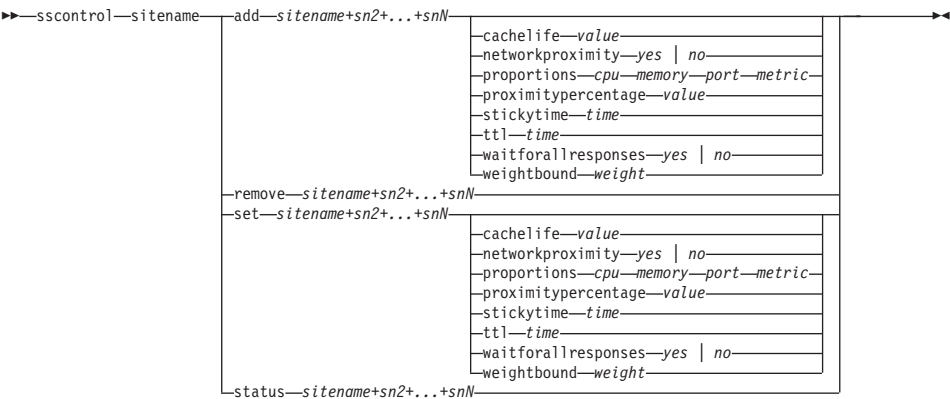 sscontrol sitename add sitename+sn2+...+snN
cachelife value
networkproximity yes | no
proportions cpu memory port metric
proximitypercentage value
stickytime time
ttl time
waitforallresponses yes | no
weightbound weight
remove sitename+sn2+...+snN
set sitename+sn2+...+snN
cachelife value
networkproximity yes | no
proportions cpu memory port metric
proximitypercentage value
stickytime time
ttl time
waitforallresponses yes | no
weightbound weight
status sitename+sn2+...+snN